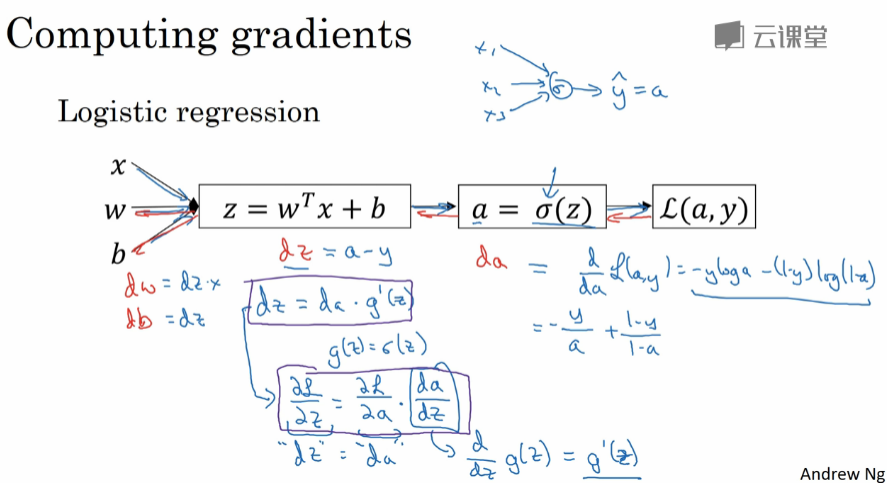 Computing gradients
云课堂
x₁
x₂
x₃
σ
ŷ = a
Logistic regression
x
w
b
z = wᵀx + b
a = σ(z)
ℒ(a, y)
dz = a - y
da = d/da ℒ(a,y) = -y log a - (1-y) log(1-a)
= - y/a + 1-y/1-a
dw = dz·x
db = dz
dz = da · g'(z)
g(z) = σ(z)
∂ℒ/∂z = ∂ℒ/∂a · da/dz
"dz" = "da"
d/dz g(z) = g'(z)
Andrew Ng